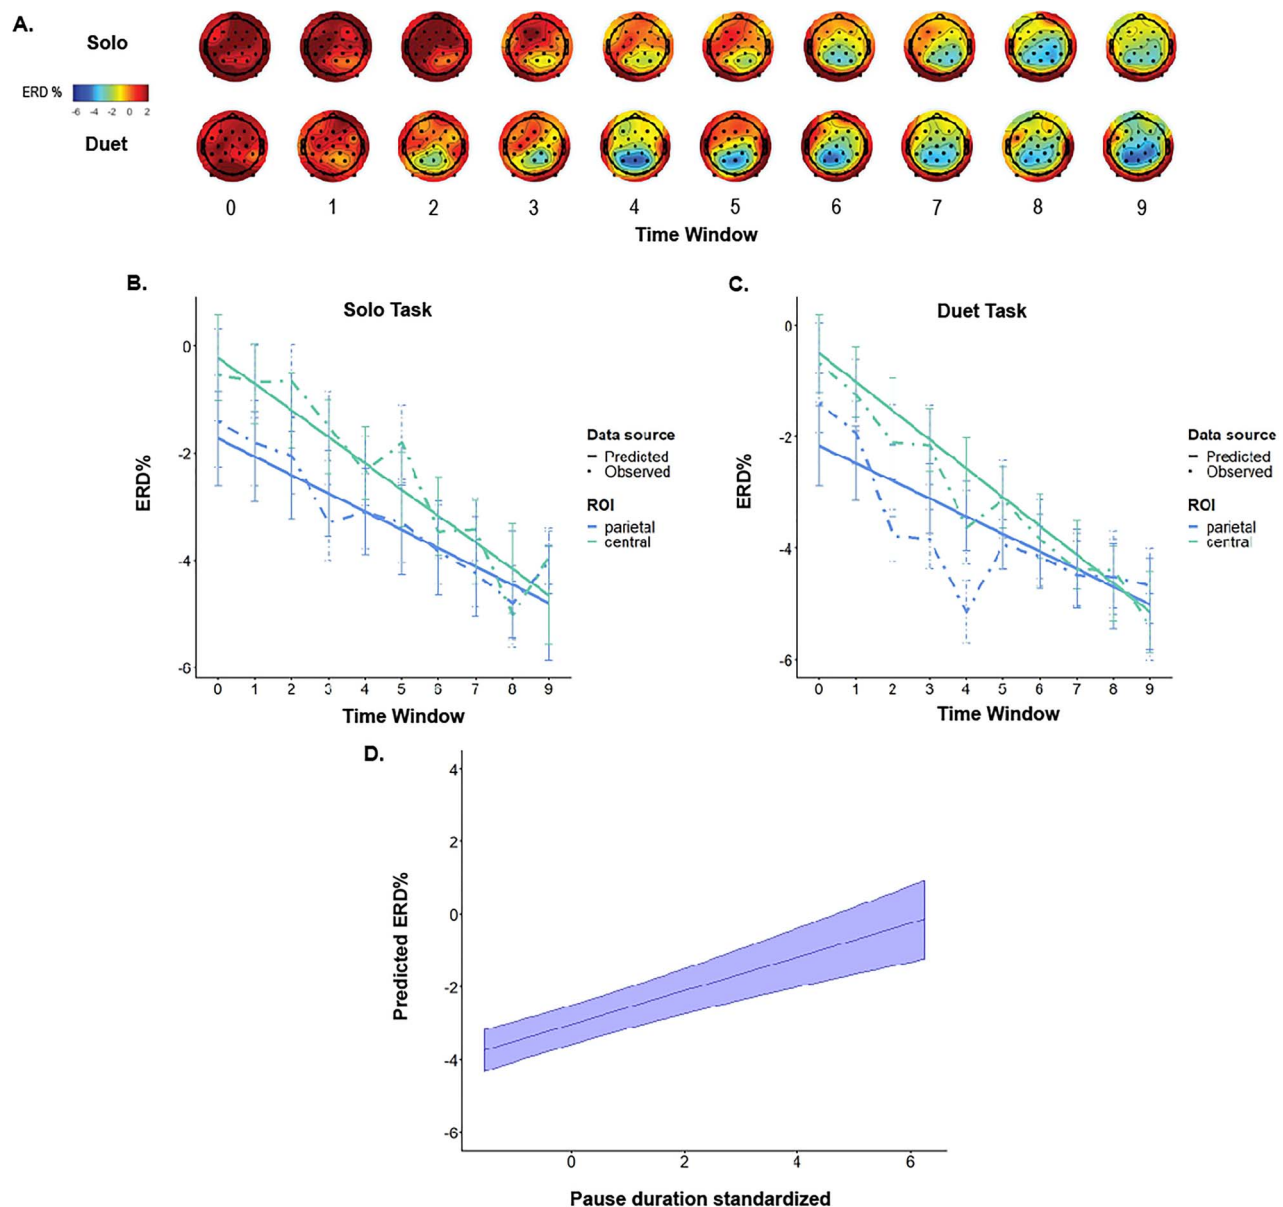 A.
Solo
ERD %
-6 -4 -2 0 2
Duet
0 1 2 3 4 5 6 7 8 9
Time Window
B.
Solo Task
0
-2
-4
-6
ERD%
0 1 2 3 4 5 6 7 8 9
Time Window
Data source
Predicted
Observed
ROI
parietal
central
C.
Duet Task
0
-2
-4
-6
ERD%
0 1 2 3 4 5 6 7 8 9
Time Window
Data source
Predicted
Observed
ROI
parietal
central
D.
4
2
0
-2
-4
-6
Predicted ERD%
0 2 4 6
Pause duration standardized